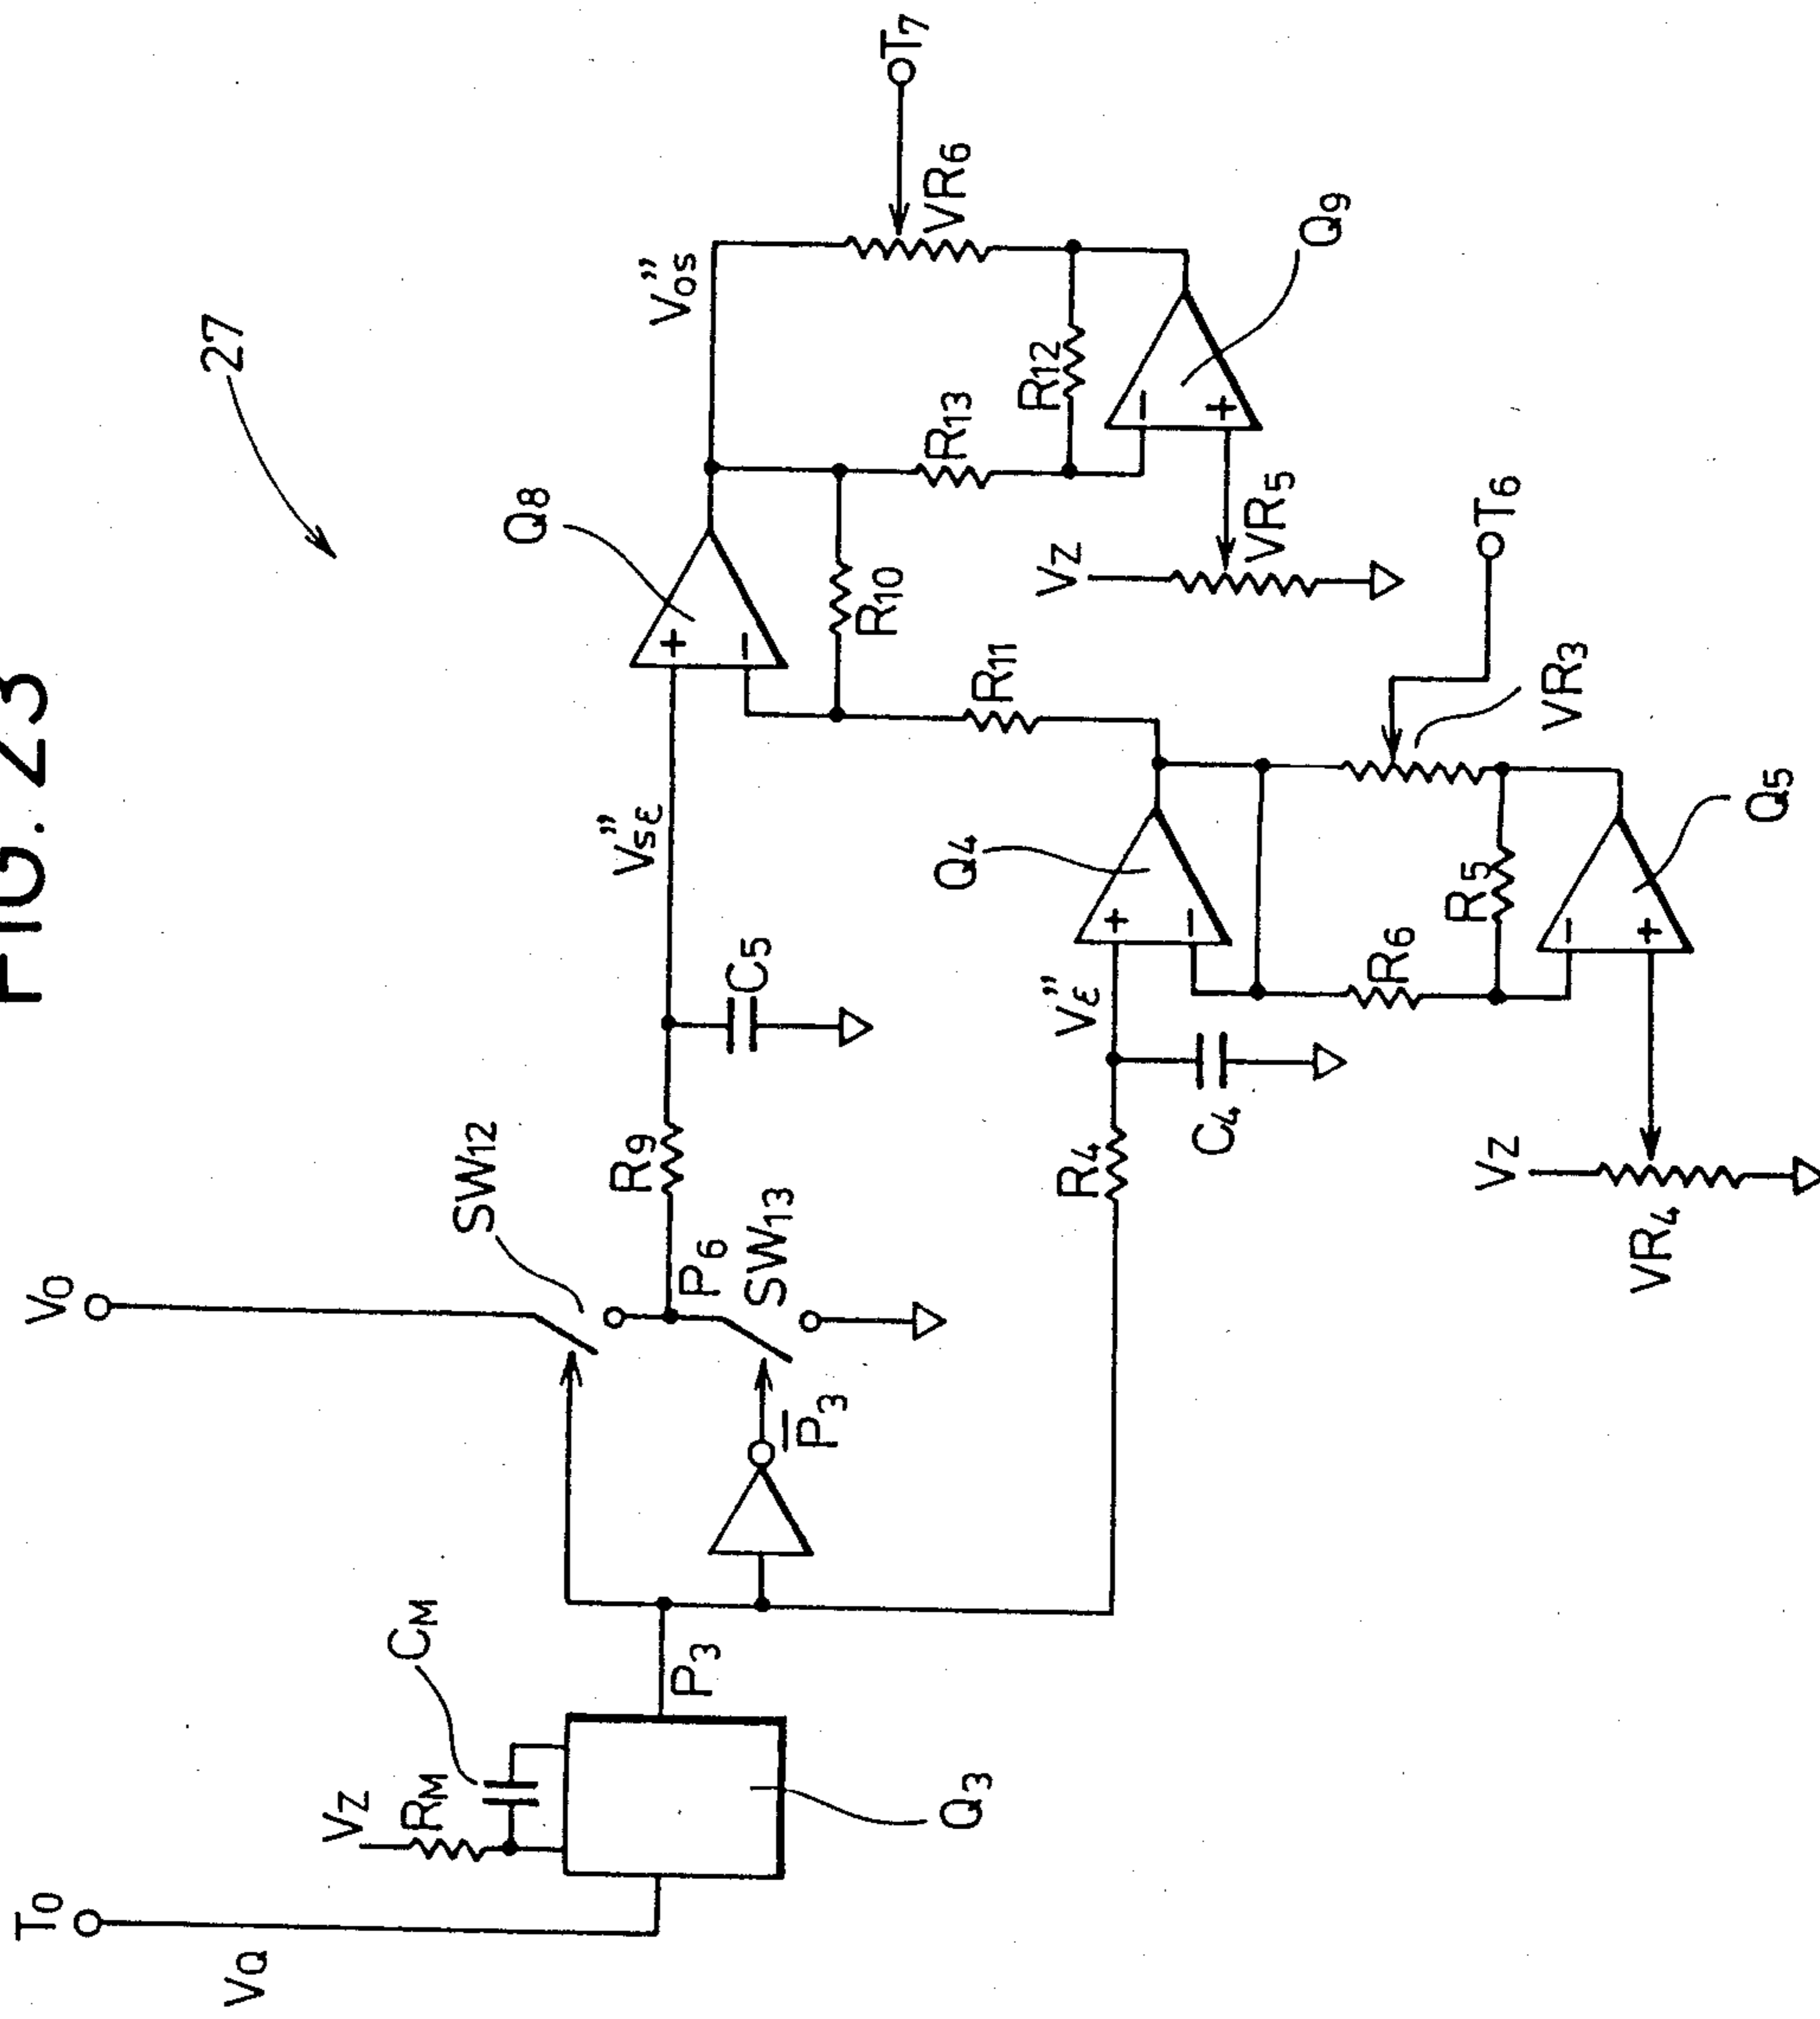 FIG. 23
27
T0
VQ
VZ
RM
CM
Q3
P3
P̅3
V0
SW12
SW13
P6
R9
C5
V"sε
Q8
R10
R11
V"os
R13
R12
VR6
T7
Q9
VZ
VR5
R4
C4
V"ε
Q4
R6
R5
VR3
T6
Q5
VZ
VR4